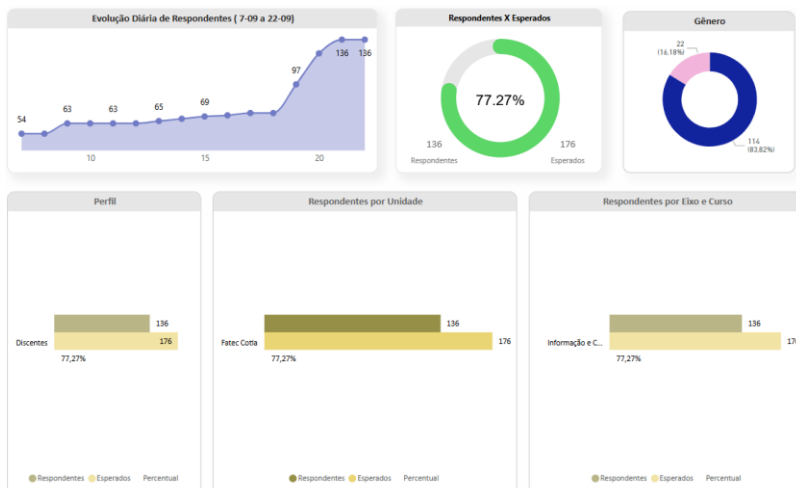 Evolução Diária de Respondentes ( 7-09 a 22-09)
54
63
63
65
69
97
136
136
10
15
20
Respondentes X Esperados
77.27%
136
Respondentes
176
Esperados
Gênero
22
(16,18%)
114
(83,82%)
Perfil
Discentes
136
176
77,27%
Respondentes Esperados Percentual
Respondentes por Unidade
Fatec Cotia
136
176
77,27%
Respondentes Esperados Percentual
Respondentes por Eixo e Curso
Informação e C...
136
77,27%
Respondentes Esperados Percentual